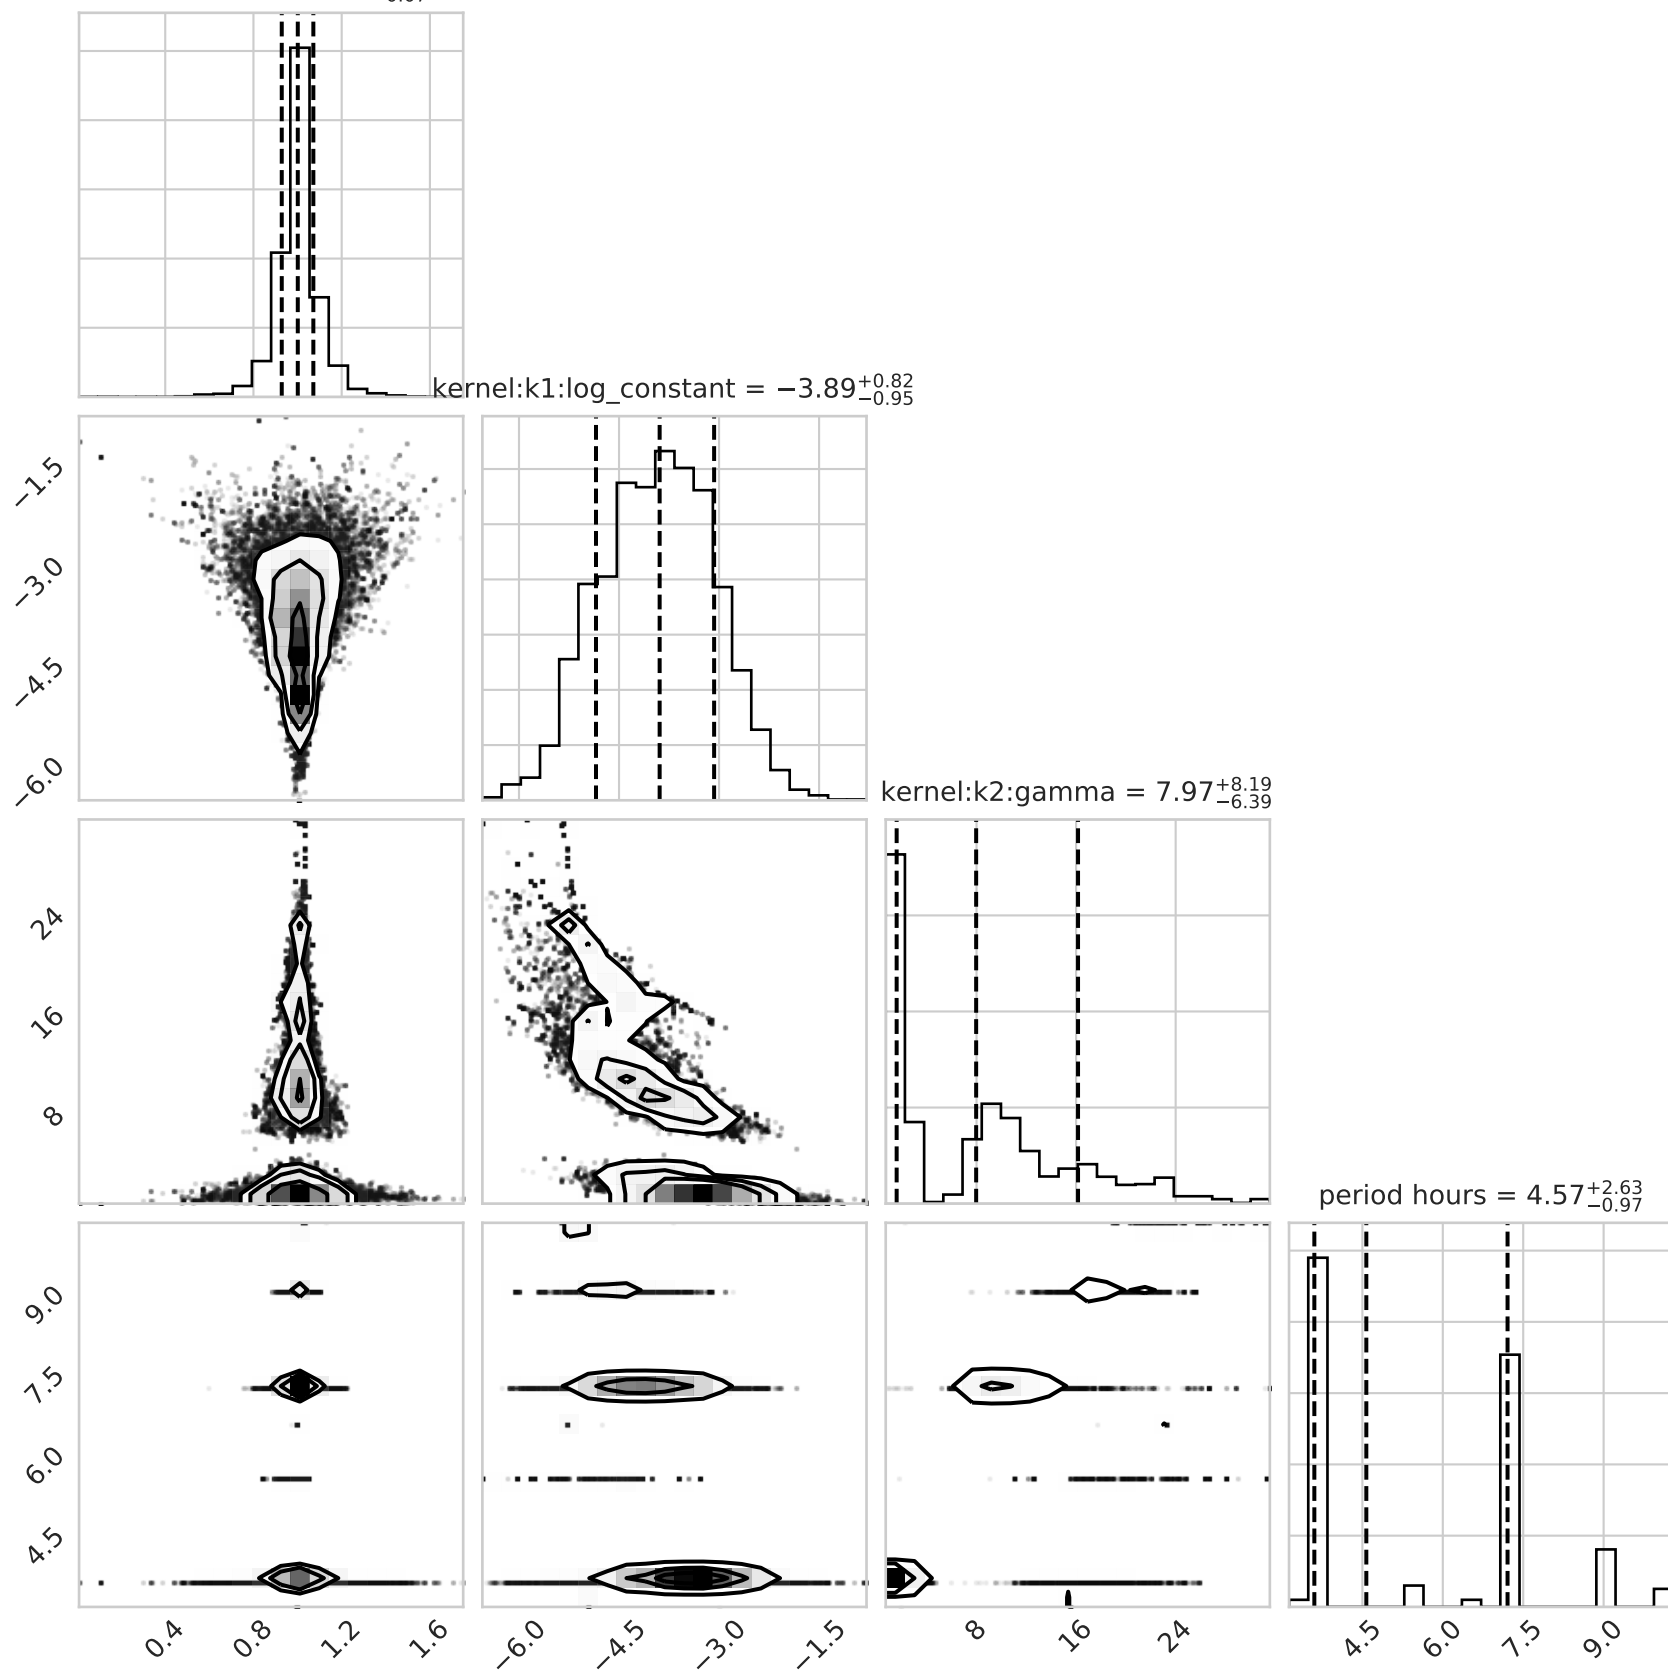 kernel:k1:log_constant = −3.89 +0.82 −0.95
−1.5
−3.0
−4.5
−6.0
kernel:k2:gamma = 7.97 +8.19 −6.39
24
16
8
period hours = 4.57 +2.63 −0.97
9.0
7.5
6.0
4.5
0.4 0.8 1.2 1.6 −6.0 −4.5 −3.0 −1.5 8 16 24 4.5 6.0 7.5 9.0